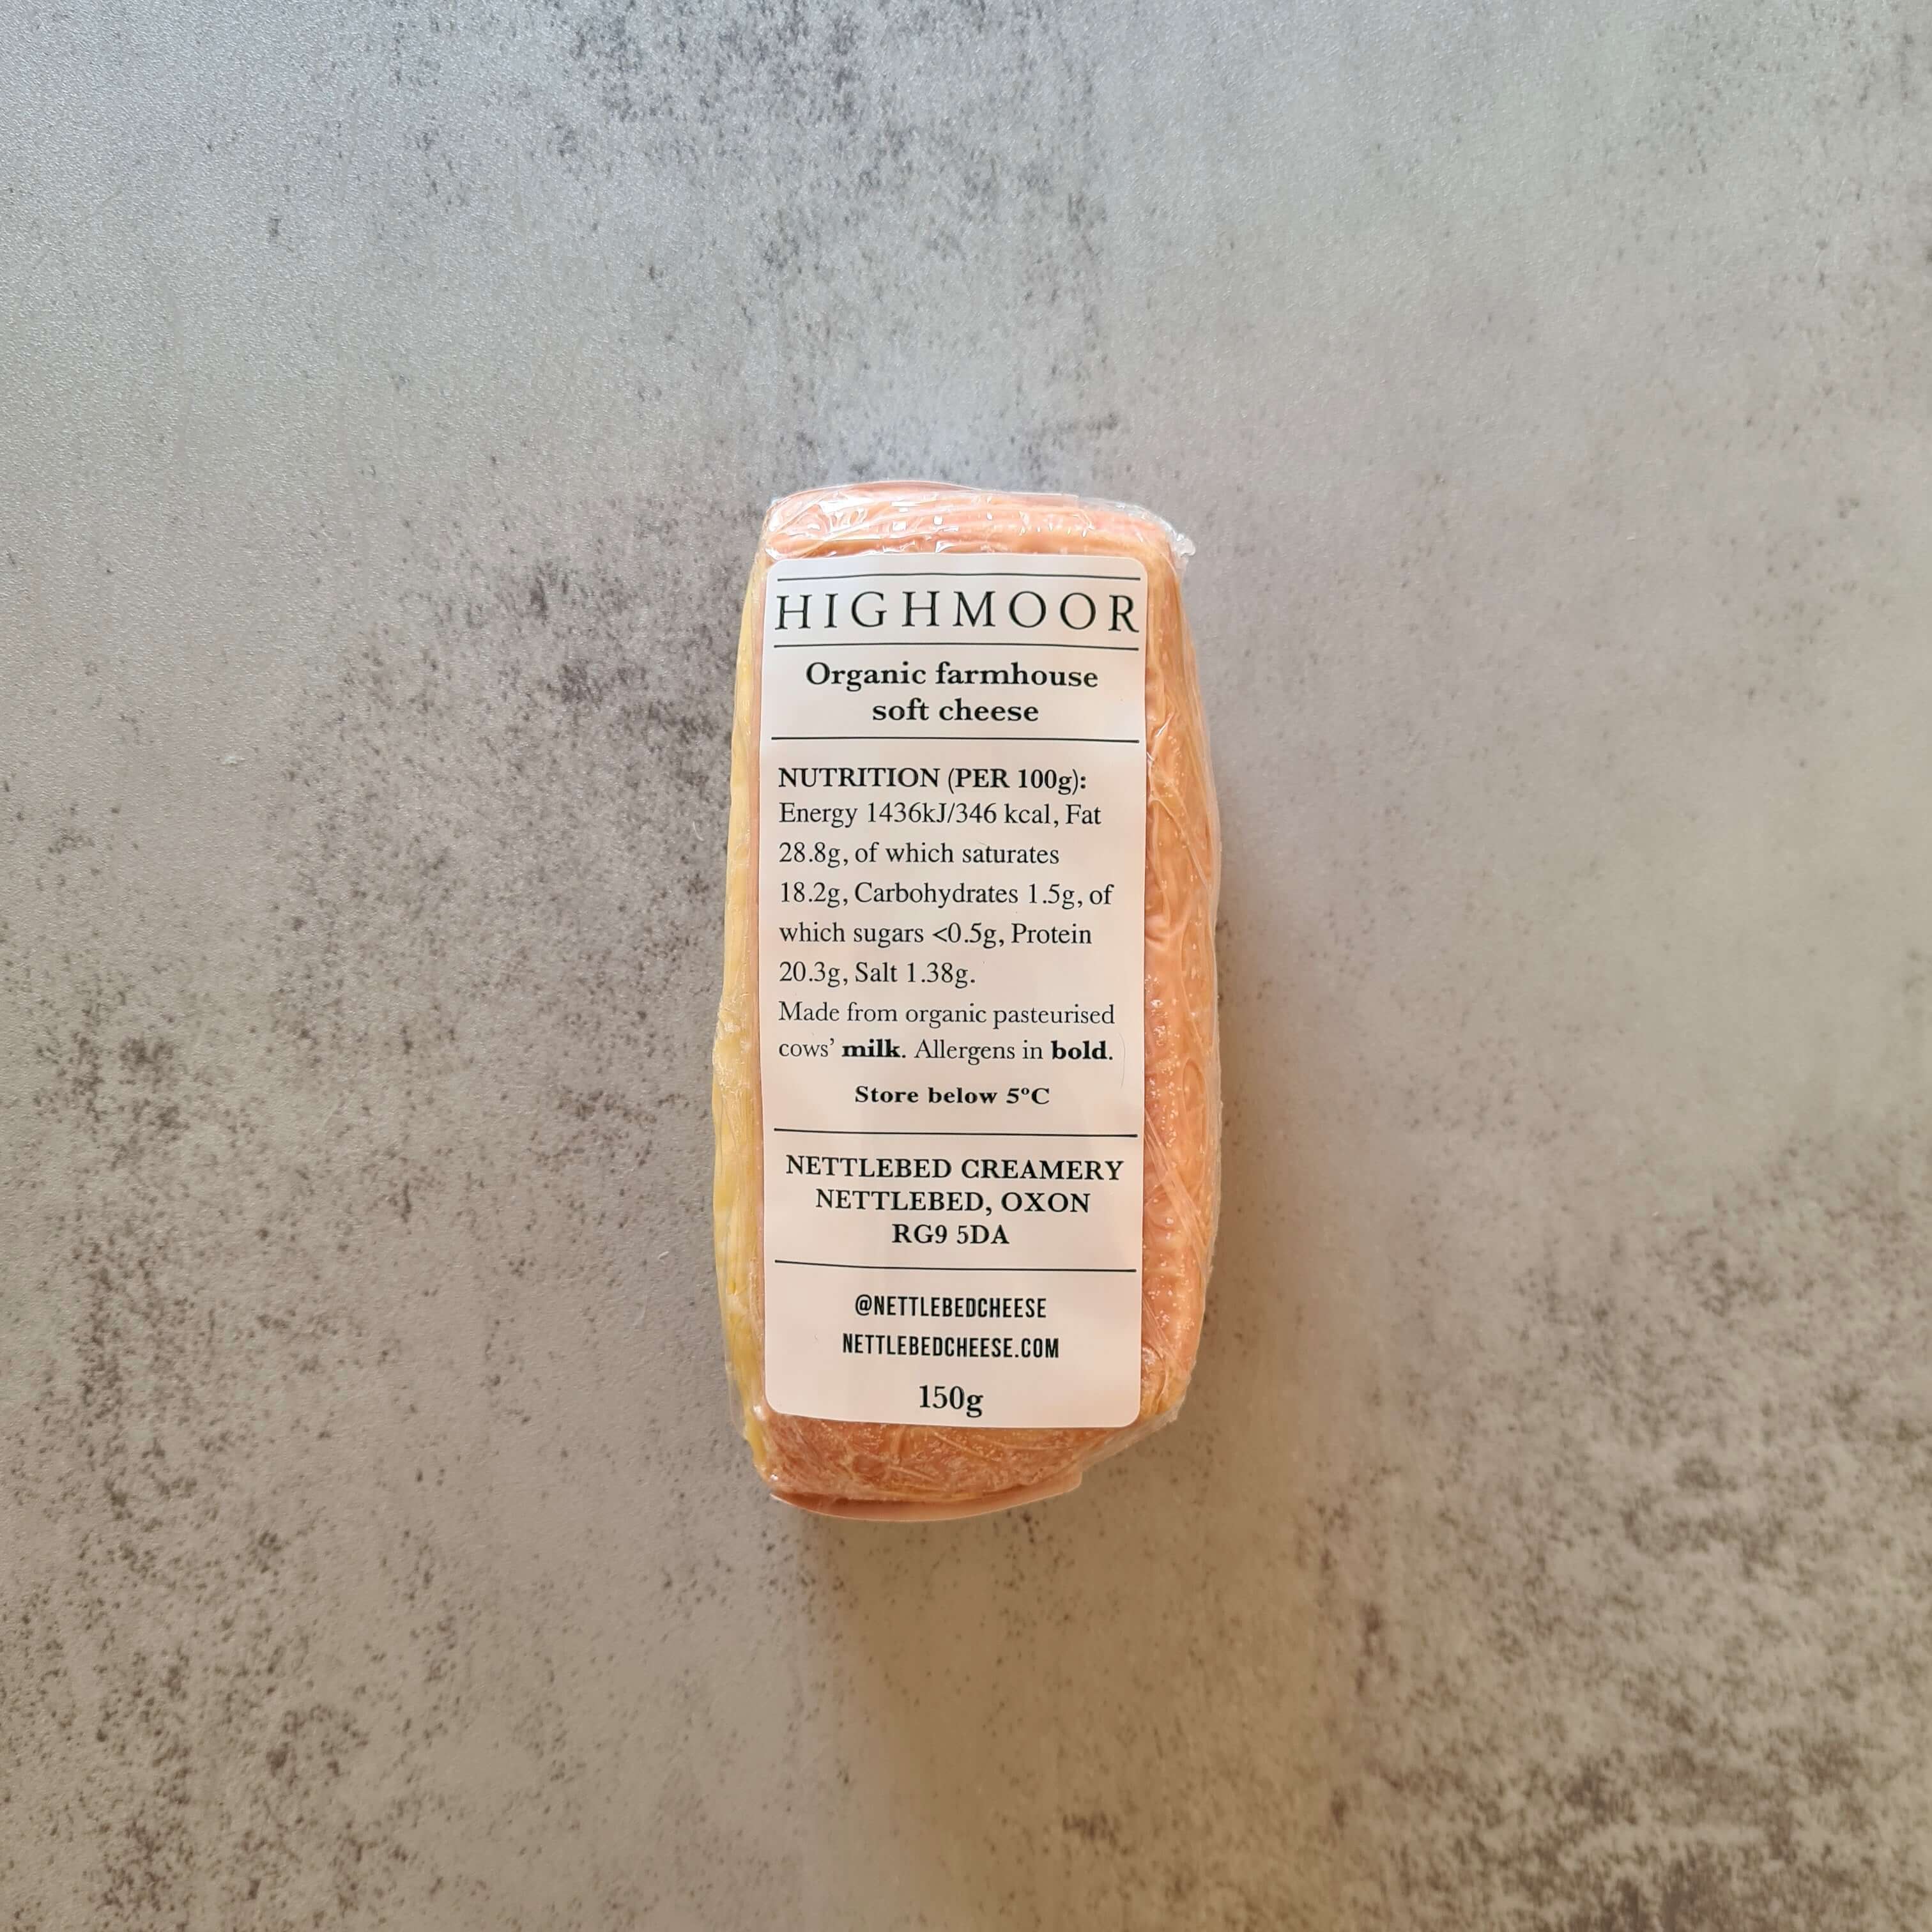 HIGHMOOR
Organic farmhouse
soft cheese
NUTRITION (PER 100g):
Energy 1436kJ/346 kcal, Fat
28.8g, of which saturates
18.2g, Carbohydrates 1.5g, of
which sugars <0.5g, Protein
20.3g, Salt 1.38g.
Made from organic pasteurised
cows’ milk. Allergens in bold.
Store below 5ºC
NETTLEBED CREAMERY
NETTLEBED, OXON
RG9 5DA
@NETTLEBEDCHEESE
NETTLEBEDCHEESE.COM
150g